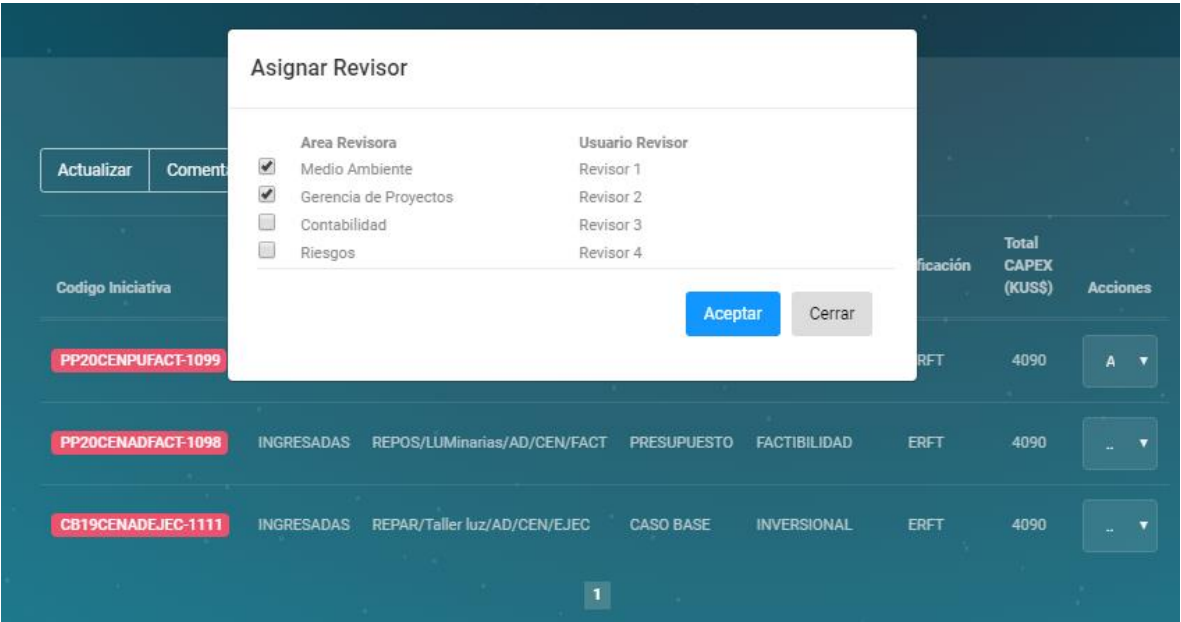 Asignar Revisor
Area Revisora Usuario Revisor
Medio Ambiente Revisor 1
Gerencia de Proyectos Revisor 2
Contabilidad Revisor 3
Riesgos Revisor 4
Aceptar Cerrar
Actualizar Coment
Codigo Iniciativa ficación Total CAPEX (KUS$) Acciones
PP20CENPUFACT-1099 RFT 4090 A
PP20CENADFACT-1098 INGRESADAS REPOS/LUMinarias/AD/CEN/FACT PRESUPUESTO FACTIBILIDAD ERFT 4090 ..
CB19CENADEJEC-1111 INGRESADAS REPAR/Taller luz/AD/CEN/EJEC CASO BASE INVERSIONAL ERFT 4090 ..
1